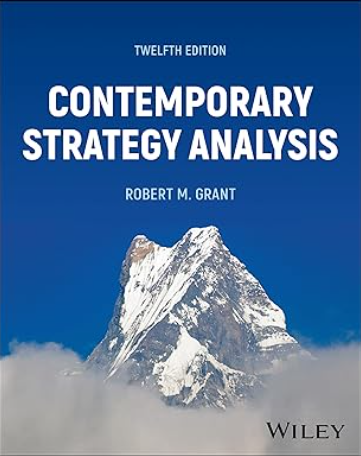 TWELFTH EDITION
CONTEMPORARY
STRATEGY ANALYSIS
ROBERT M. GRANT
WILEY